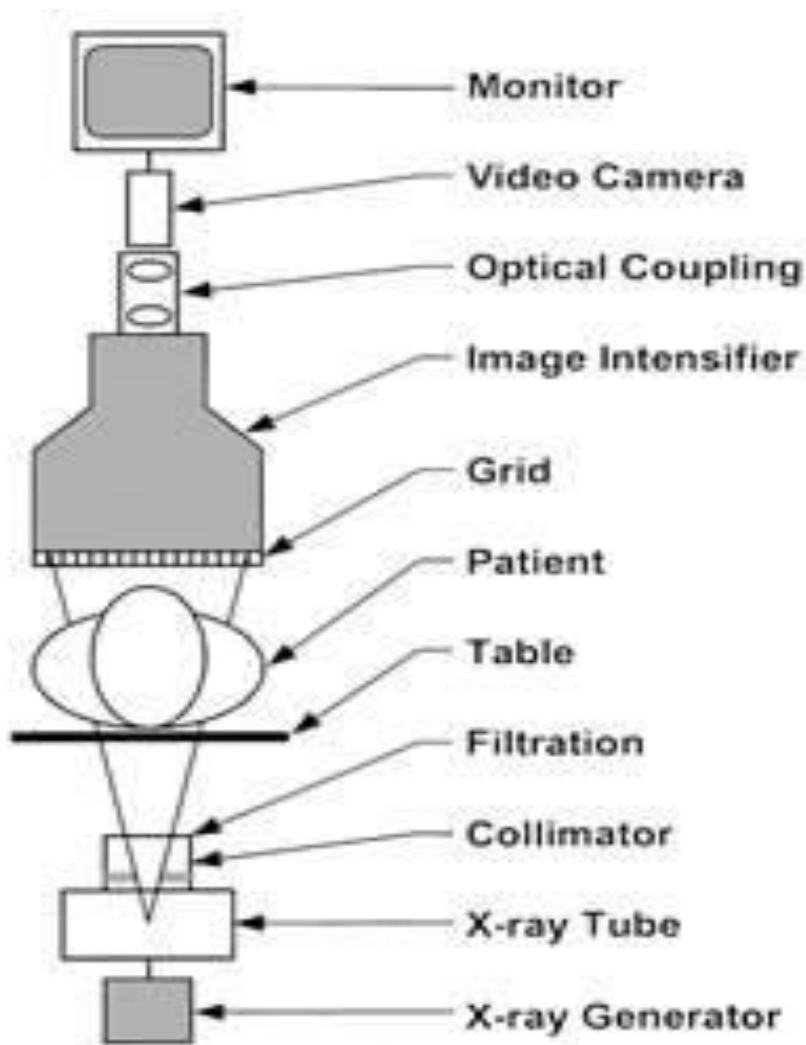 Monitor
Video Camera
Optical Coupling
Image Intensifier
Grid
Patient
Table
Filtration
Collimator
X-ray Tube
X-ray Generator